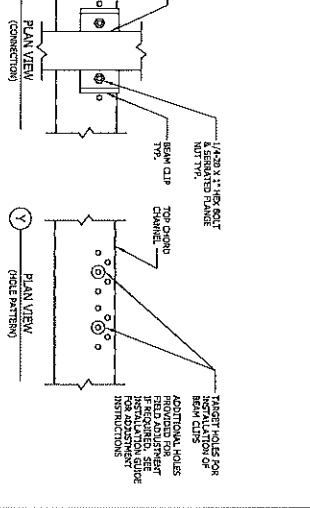 1/4-20 X 1" HEX BOLT
& SERRATED FLANGE
NUT TYP.
BEAM CLIP
TYP.
PLAN VIEW
(CONNECTION)
TARGET HOLES FOR
INSTALLATION OF
BEAM CLIPS
ADDITIONAL HOLES
PROVIDED FOR
FIELD ADJUSTMENT
IF REQUIRED. SEE
INSTALLATION GUIDE
FOR ADJUSTMENT
INSTRUCTIONS
TOP CHORD
CHANNEL
Y
PLAN VIEW
(HOLE PATTERN)